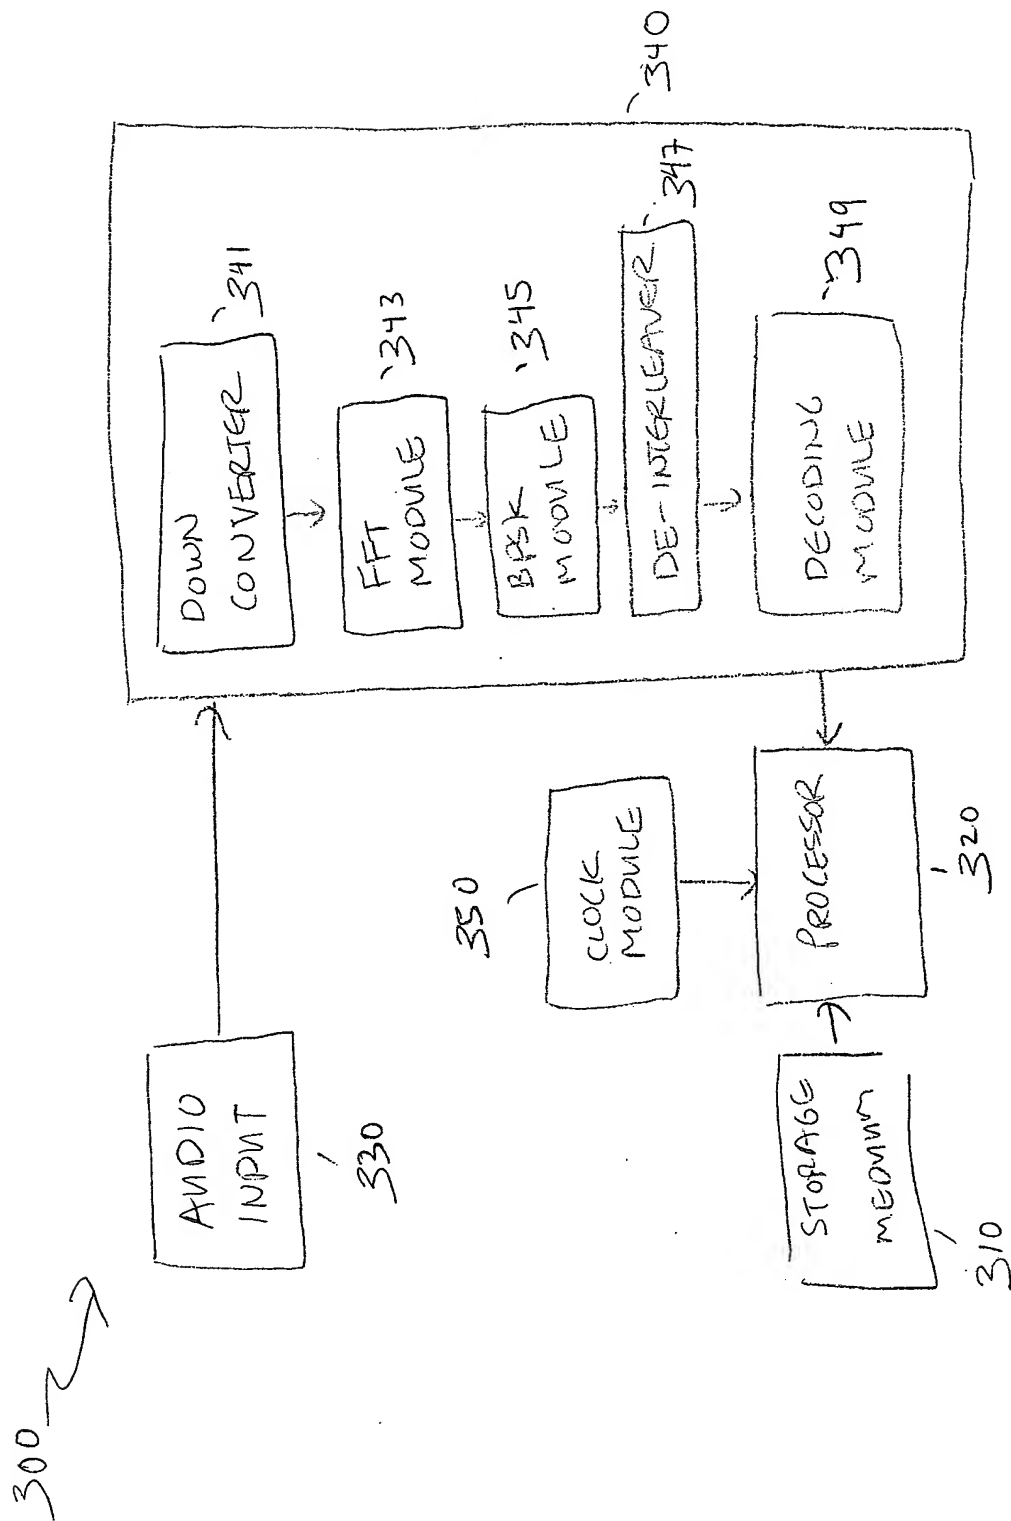 300
AUDIO
INPUT
330
340
DOWN
CONVERTER
341
FFT
MODULE
343
BPSK
MODULE
345
DE-INTERLEAVER
347
DECODING
MODULE
349
350
CLOCK
MODULE
STORAGE
MEDIUM
310
PROCESSOR
320